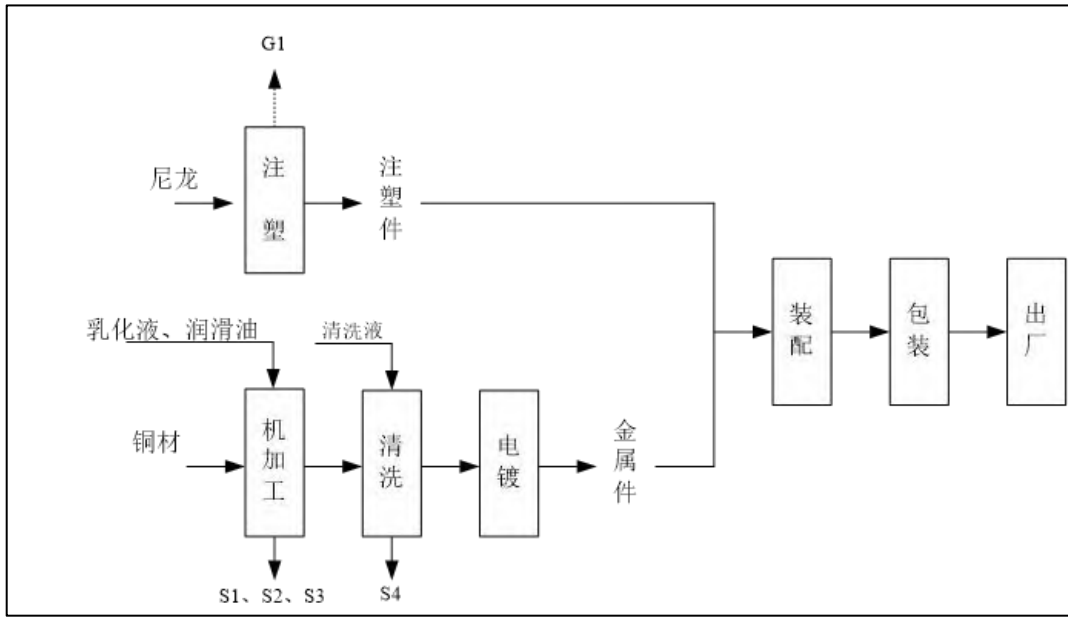 G1
尼龙
注塑
注塑件
乳化液、润滑油
清洗液
铜材
机加工
清洗
电镀
金属件
装配
包装
出厂
S1、S2、S3
S4